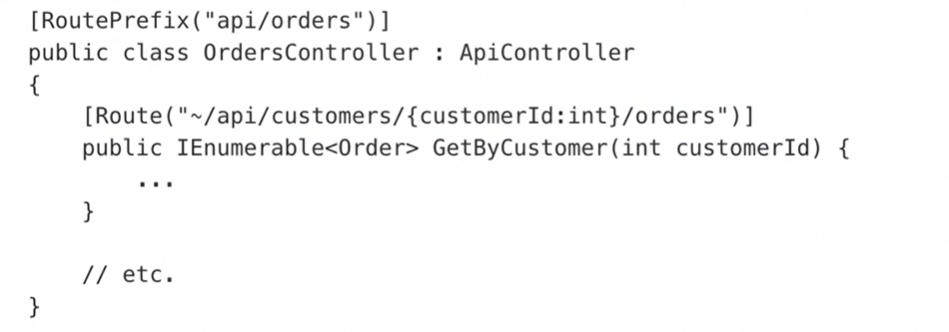 [RoutePrefix("api/orders")]
public class OrdersController : ApiController
{
    [Route("~/api/customers/{customerId:int}/orders")]
    public IEnumerable<Order> GetByCustomer(int customerId) {
        ...
    }

    // etc.
}